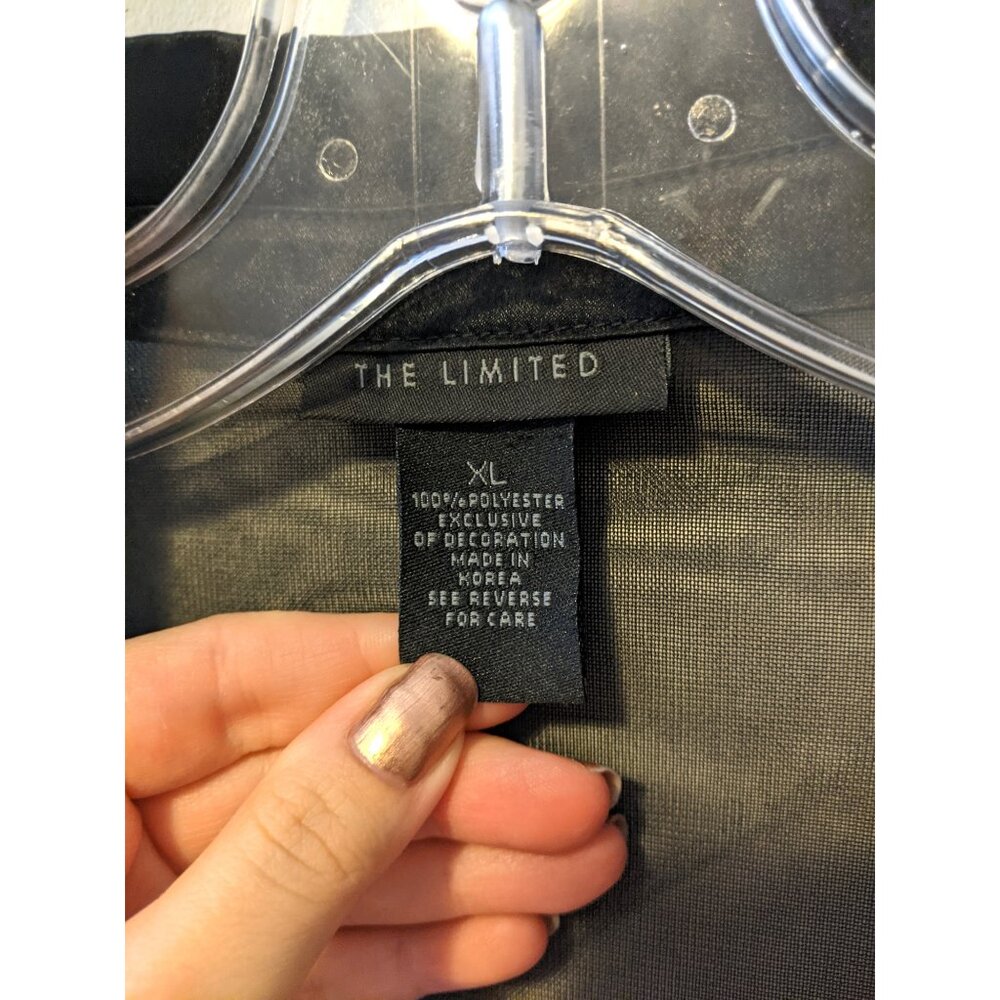 THE LIMITED
XL
100% POLYESTER
EXCLUSIVE
OF DECORATION
MADE IN
KOREA
SEE REVERSE
FOR CARE